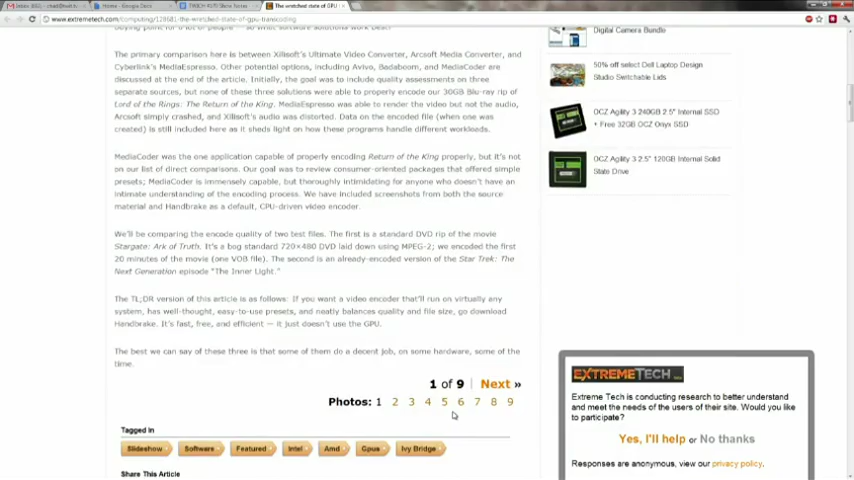 The wretched state of GPU
www.extremetech.com/computing/128681-the-wretched-state-of-gpu-transcoding
The primary comparison here is between Xilisoft's Ultimate Video Converter, Arcsoft Media Converter, and
Cyberlink's MediaEspresso. Other potential options, including Avivo, Badaboom, and MediaCoder are
discussed at the end of the article. Initially, the goal was to include quality assessments on three
separate sources, but none of these three solutions were able to properly encode our 30GB Blu-ray rip of
Lord of the Rings: The Return of the King. MediaEspresso was able to render the video but not the audio,
Arcsoft simply crashed, and Xilisoft's audio was distorted. Data on the encoded file (when one was
created) is still included here as it sheds light on how these programs handle different workloads.
MediaCoder was the one application capable of properly encoding Return of the King properly, but it's not
on our list of direct comparisons. Our goal was to review consumer-oriented packages that offered simple
presets; MediaCoder is immensely capable, but thoroughly intimidating for anyone who doesn't have an
intimate understanding of the encoding process. We have included screenshots from both the source
material and Handbrake as a default, CPU-driven video encoder.
We'll be comparing the encode quality of two test files. The first is a standard DVD rip of the movie
Stargate: Ark of Truth. It's a bog standard 720×480 DVD laid down using MPEG-2; we encoded the first
20 minutes of the movie (one VOB file). The second is an already-encoded version of the Star Trek: The
Next Generation episode "The Inner Light."
The TL;DR version of this article is as follows: If you want a video encoder that'll run on virtually any
system, has well-thought, easy-to-use presets, and neatly balances quality and file size, go download
Handbrake. It's fast, free, and efficient — it just doesn't use the GPU.
The best we can say of these three is that some of them do a decent job, on some hardware, some of the
time.
1 of 9 | Next »
Photos: 1 2 3 4 5 6 7 8 9
Tagged in
Slideshow Software Featured Intel Amd Gpus Ivy Bridge
Share This Article
Digital Camera Bundle
50% off select Dell Laptop Design
Studio Switchable Lids
OCZ Agility 3 240GB 2.5" Internal SSD
+ Free 32GB OCZ Onyx SSD
OCZ Agility 3 2.5" 120GB Internal Solid
State Drive
EXTREMETECH
Extreme Tech is conducting research to better understand
and meet the needs of the users of their site. Would you like
to participate?
Yes, I'll help or No thanks
Responses are anonymous, view our privacy policy.